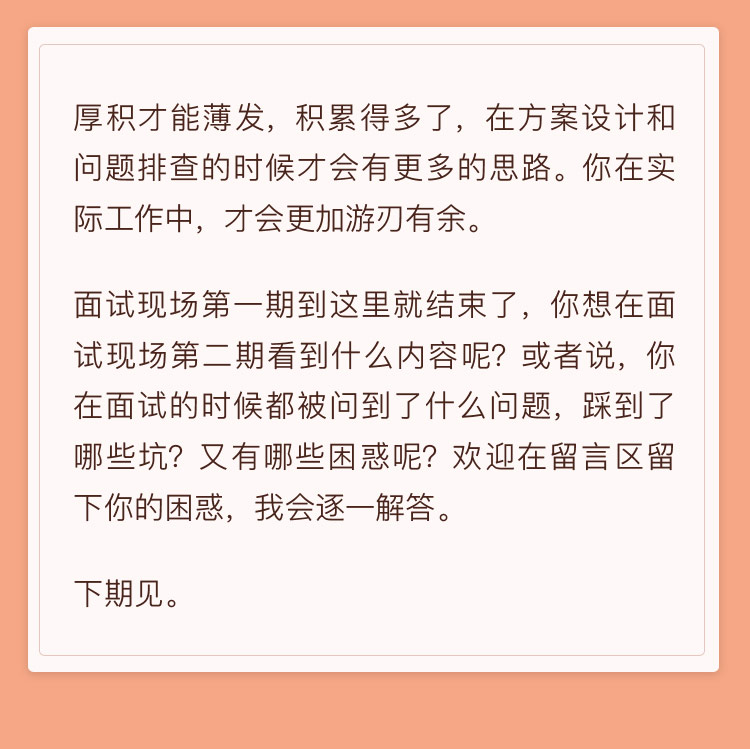 厚积才能薄发，积累得多了，在方案设计和
问题排查的时候才会有更多的思路。你在实
际工作中，才会更加游刃有余。
面试现场第一期到这里就结束了，你想在面
试现场第二期看到什么内容呢？或者说，你
在面试的时候都被问到了什么问题，踩到了
哪些坑？又有哪些困惑呢？欢迎在留言区留
下你的困惑，我会逐一解答。
下期见。